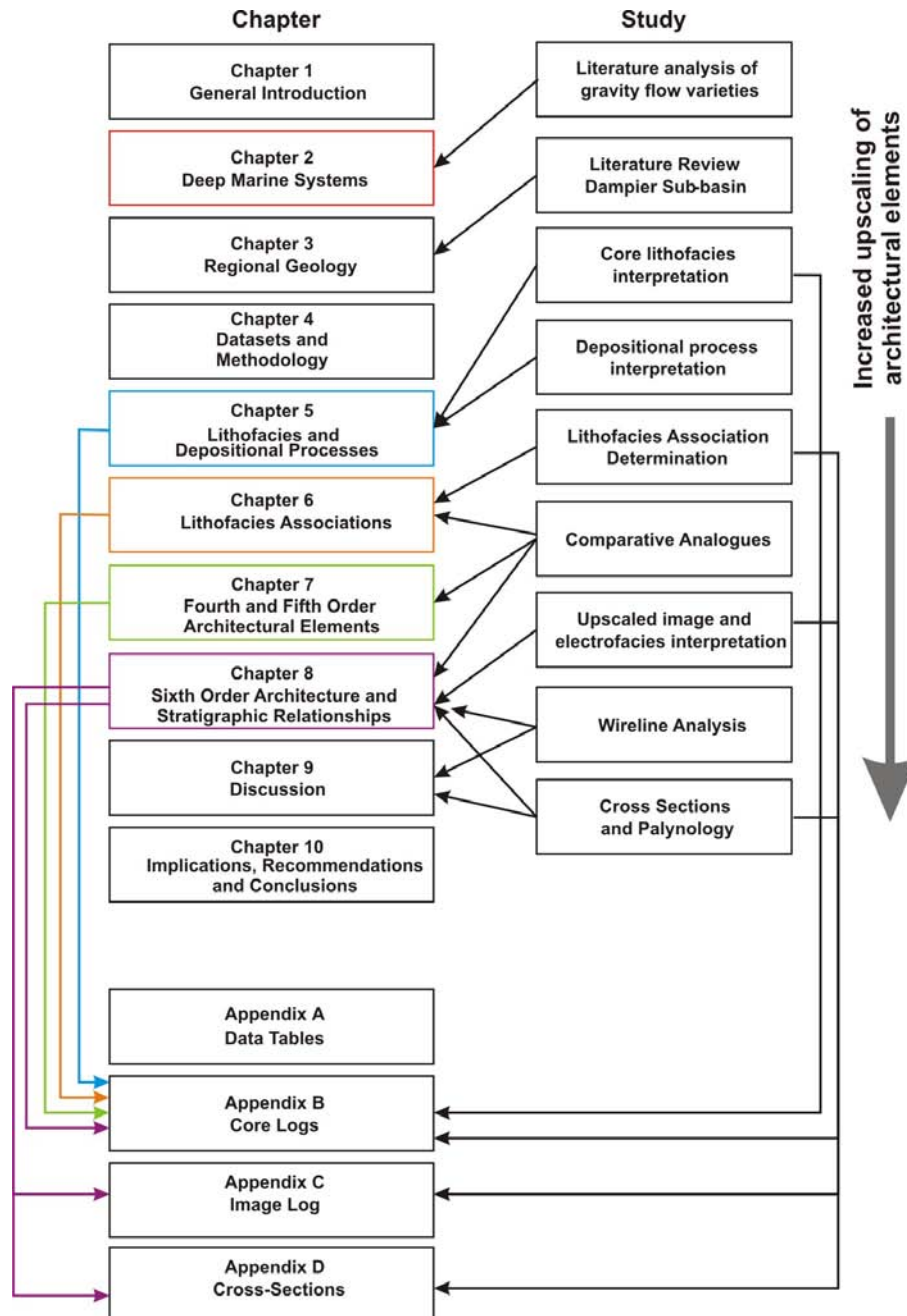 Chapter
Chapter 1
General Introduction
Chapter 2
Deep Marine Systems
Chapter 3
Regional Geology
Chapter 4
Datasets and
Methodology
Chapter 5
Lithofacies and
Depositional Processes
Chapter 6
Lithofacies Associations
Chapter 7
Fourth and Fifth Order
Architectural Elements
Chapter 8
Sixth Order Architecture and
Stratigraphic Relationships
Chapter 9
Discussion
Chapter 10
Implications, Recommendations
and Conclusions
Appendix A
Data Tables
Appendix B
Core Logs
Appendix C
Image Log
Appendix D
Cross-Sections
Study
Literature analysis of
gravity flow varieties
Literature Review
Dampier Sub-basin
Core lithofacies
interpretation
Depositional process
interpretation
Lithofacies Association
Determination
Comparative Analogues
Upscaled image and
electrofacies interpretation
Wireline Analysis
Cross Sections
and Palynology
Increased upscaling of
architectural elements